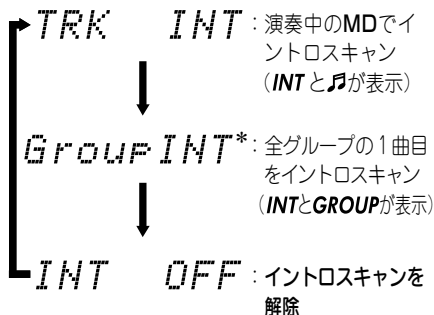 TRK INT：演奏中のMDでイ
ントロスキャン
（INTと♬が表示）
Group INT*：全グループの1曲目
をイントロスキャン
（INTとGROUPが表示）
INT OFF：イントロスキャンを
解除